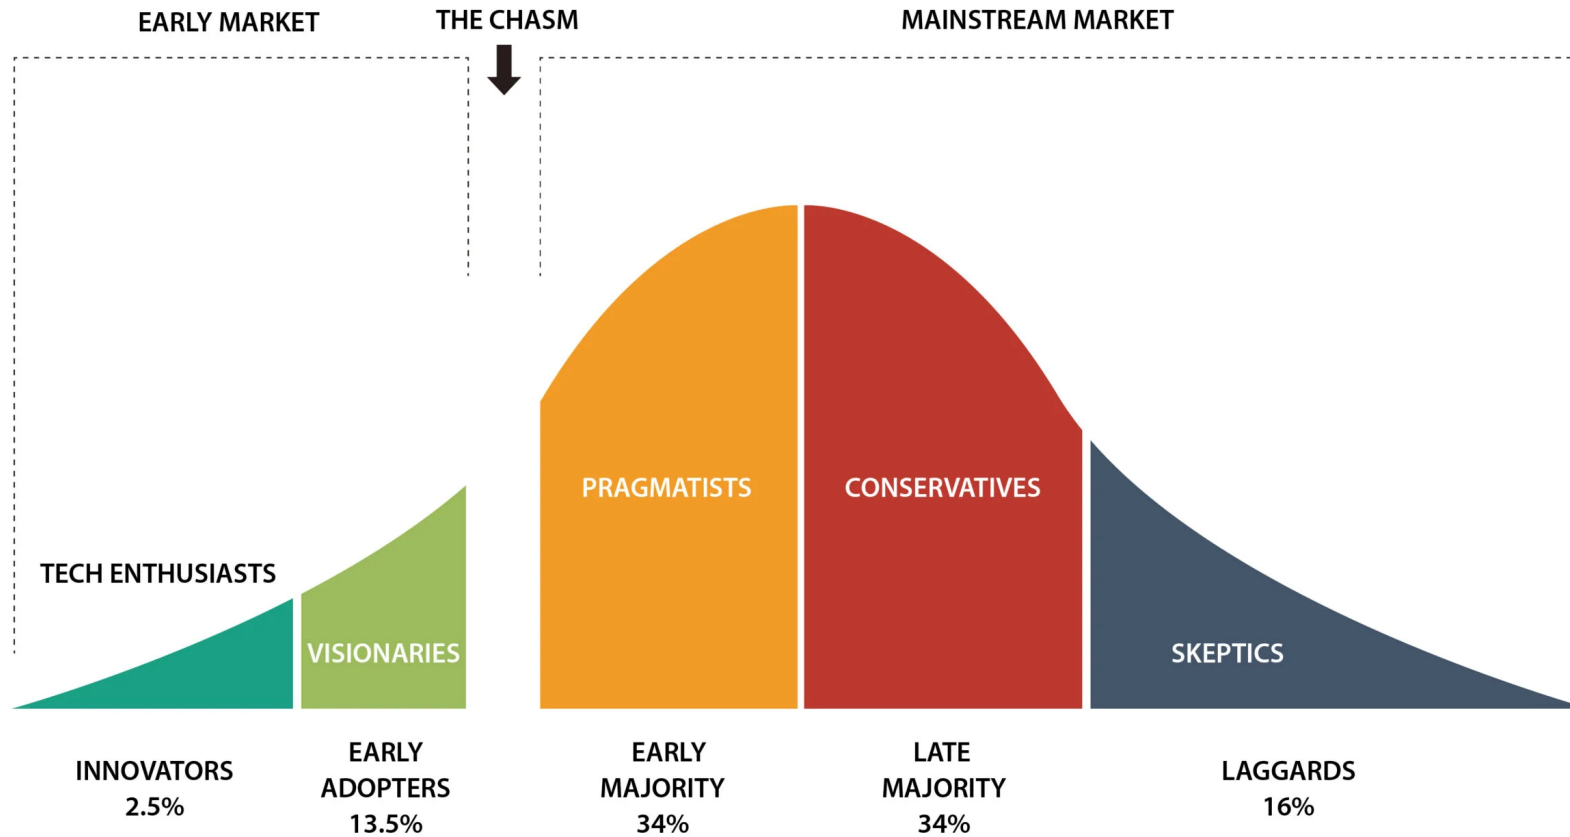 EARLY MARKET
THE CHASM
MAINSTREAM MARKET
TECH ENTHUSIASTS
VISIONARIES
PRAGMATISTS
CONSERVATIVES
SKEPTICS
INNOVATORS
2.5%
EARLY
ADOPTERS
13.5%
EARLY
MAJORITY
34%
LATE
MAJORITY
34%
LAGGARDS
16%